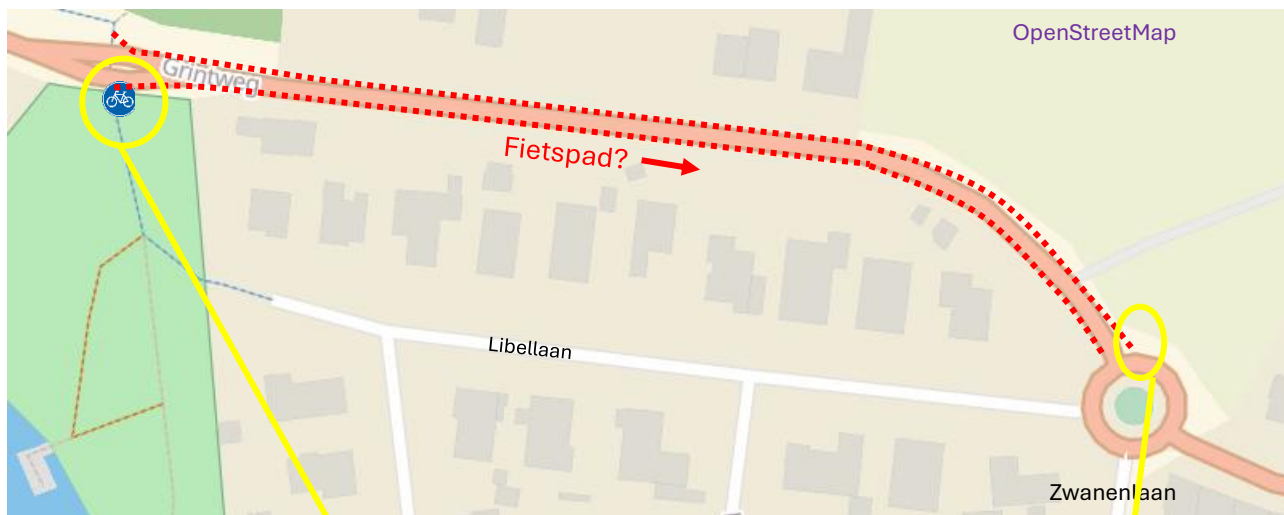 OpenStreetMap
Grintweg
Fietspad?
Libellaan
Zwanenlaan